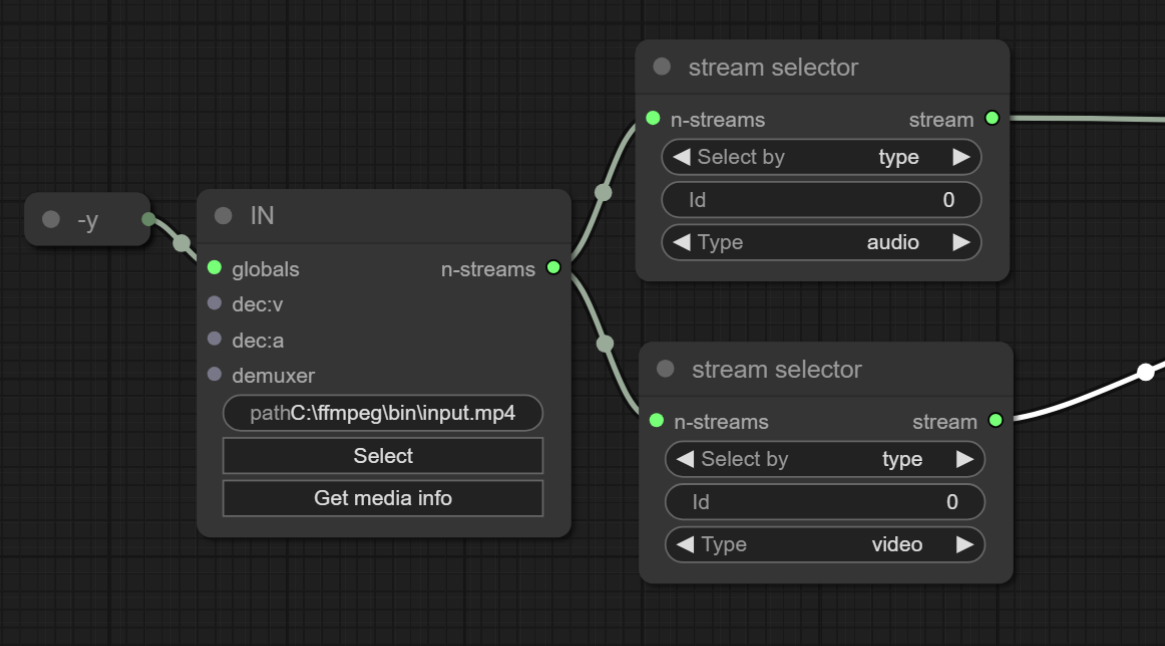 -y
IN
globals n-streams
dec:v
dec:a
demuxer
pathC:\ffmpeg\bin\input.mp4
Select
Get media info
stream selector
n-streams stream
Select by type
Id 0
Type audio
stream selector
n-streams stream
Select by type
Id 0
Type video